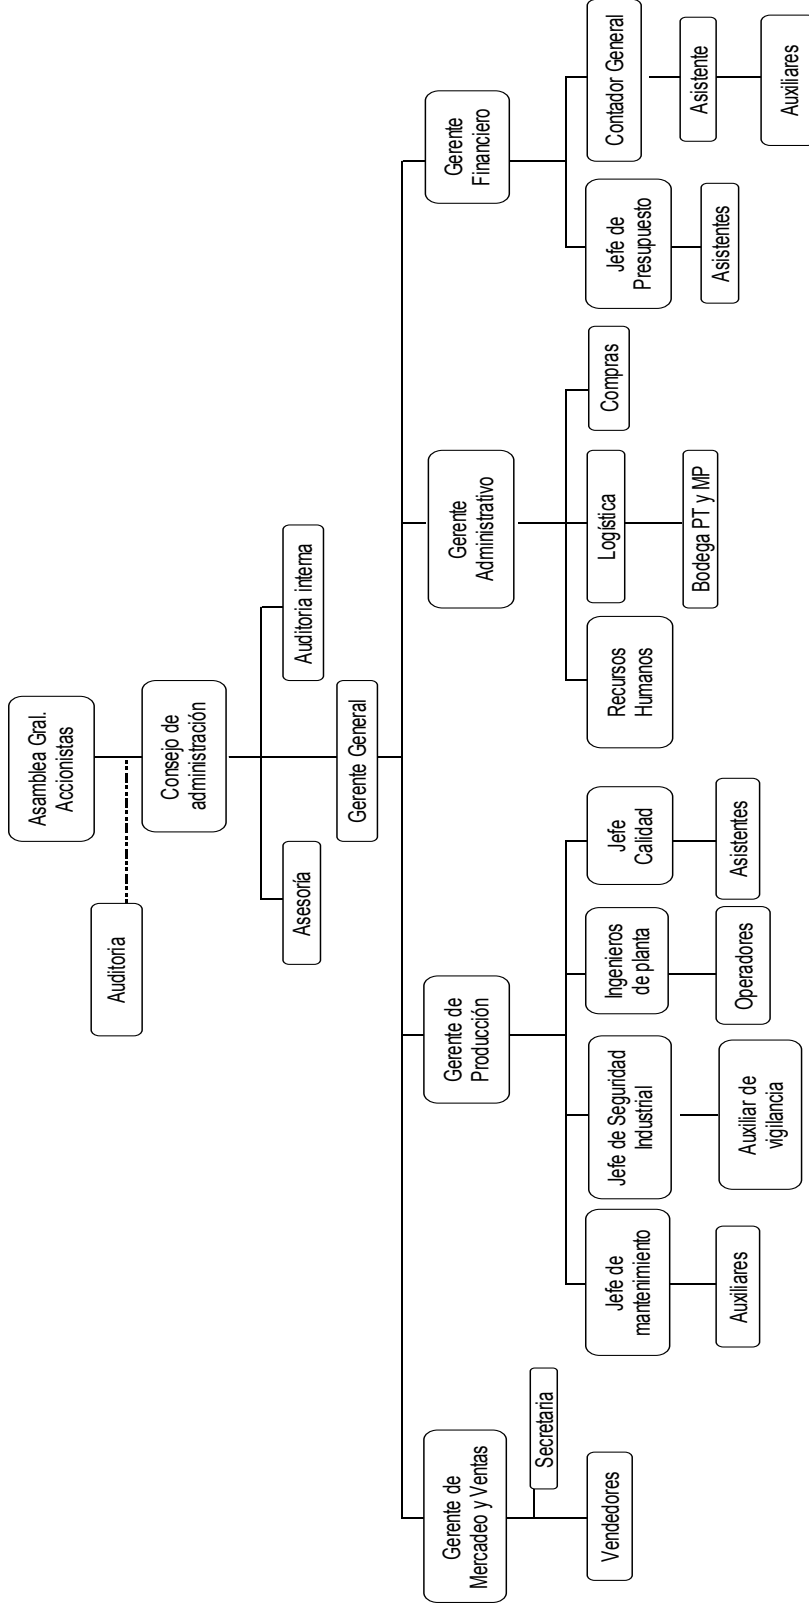 Asamblea Gral.
Accionistas
Auditoria
Consejo de
administración
Asesoría
Auditoria interna
Gerente General
Gerente de
Mercadeo y Ventas
Gerente de
Producción
Gerente
Administrativo
Gerente
Financiero
Secretaria
Vendedores
Jefe de
mantenimiento
Jefe de Seguridad
Industrial
Ingenieros
de planta
Jefe
Calidad
Recursos
Humanos
Logística
Compras
Jefe de
Presupuesto
Contador General
Auxiliares
Auxiliar de
vigilancia
Operadores
Asistentes
Bodega PT y MP
Asistentes
Asistente
Auxiliares